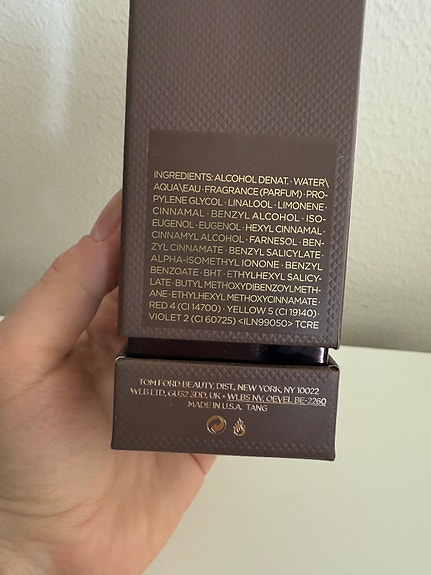 INGREDIENTS: ALCOHOL DENAT. · WATER\
AQUA\EAU · FRAGRANCE (PARFUM) · PRO-
PYLENE GLYCOL · LINALOOL · LIMONENE ·
CINNAMAL · BENZYL ALCOHOL · ISO-
EUGENOL · EUGENOL · HEXYL CINNAMAL ·
CINNAMYL ALCOHOL · FARNESOL · BEN-
ZYL CINNAMATE · BENZYL SALICYLATE ·
ALPHA-ISOMETHYL IONONE · BENZYL
BENZOATE · BHT · ETHYLHEXYL SALICY-
LATE · BUTYL METHOXYDIBENZOYLMETH-
ANE · ETHYLHEXYL METHOXYCINNAMATE ·
RED 4 (CI 14700) · YELLOW 5 (CI 19140) ·
VIOLET 2 (CI 60725) <ILN99050> TCRE
TOM FORD BEAUTY, DIST., NEW YORK, NY 10022
WLB LTD, GU32 3DD, UK • WLBS NV, OEVEL BE-2260
MADE IN U.S.A. TANG